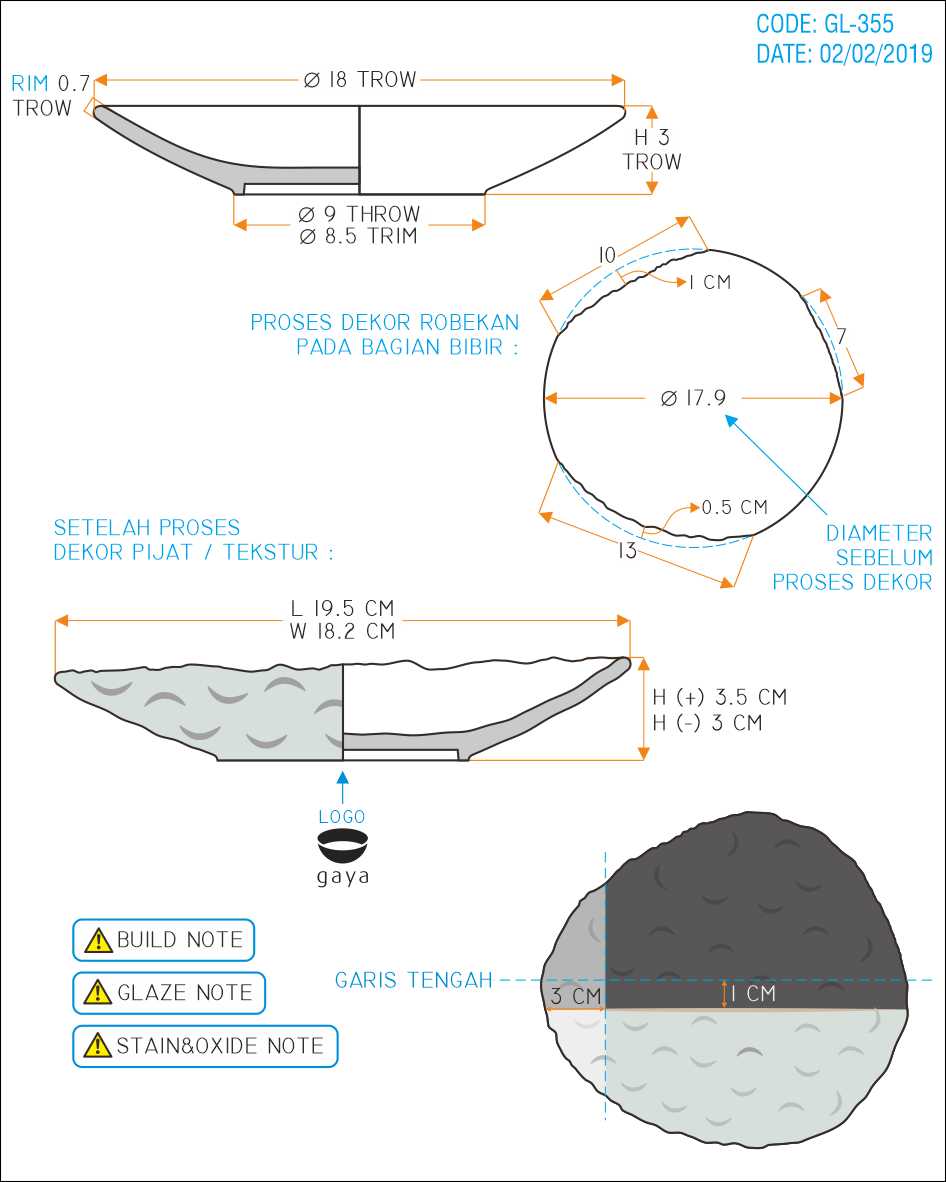 CODE: GL-355
DATE: 02/02/2019
RIM 0.7
TROW
Ø 18 TROW
H 3
TROW
Ø 9 THROW
Ø 8.5 TRIM
PROSES DEKOR ROBEKAN
PADA BAGIAN BIBIR :
10
1 CM
7
Ø 17.9
0.5 CM
13
DIAMETER
SEBELUM
PROSES DEKOR
SETELAH PROSES
DEKOR PIJAT / TEKSTUR :
L 19.5 CM
W 18.2 CM
H (+) 3.5 CM
H (-) 3 CM
LOGO
gaya
BUILD NOTE
GLAZE NOTE
STAIN&OXIDE NOTE
GARIS TENGAH
3 CM
1 CM